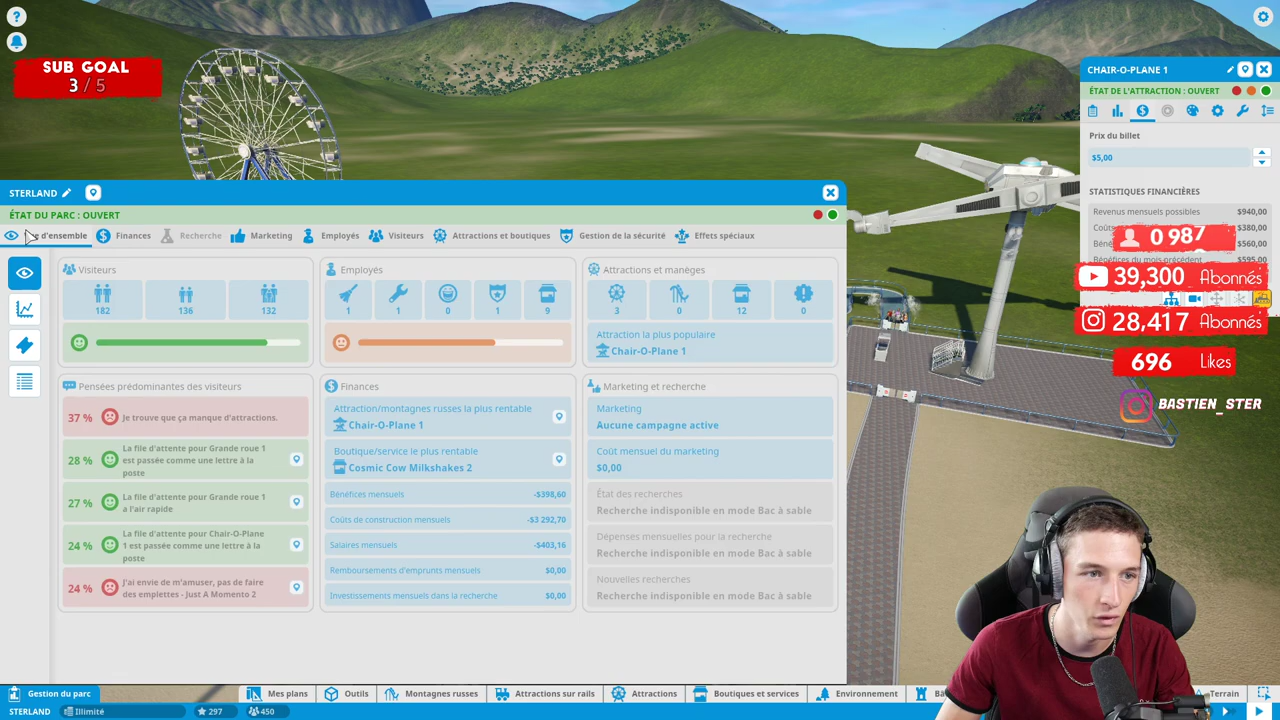 SUB GOAL
3 / 5
STERLAND
ÉTAT DU PARC : OUVERT
d'ensemble
Finances
Recherche
Marketing
Employés
Visiteurs
Attractions et boutiques
Gestion de la sécurité
Effets spéciaux
Visiteurs
182
136
132
Employés
1
1
0
1
9
Attractions et manèges
3
0
12
0
Attraction la plus populaire
Chair-O-Plane 1
Pensées prédominantes des visiteurs
37 %
Je trouve que ça manque d'attractions.
28 %
La file d'attente pour Grande roue 1
est passée comme une lettre à la
poste
27 %
La file d'attente pour Grande roue 1
a l'air rapide
24 %
La file d'attente pour Chair-O-Plane
1 est passée comme une lettre à la
poste
24 %
J'ai envie de m'amuser, pas de faire
des emplettes - Just A Momento 2
Finances
Attraction/montagnes russes la plus rentable
Chair-O-Plane 1
Boutique/service le plus rentable
Cosmic Cow Milkshakes 2
Bénéfices mensuels
-$398,60
Coûts de construction mensuels
-$3 292,70
Salaires mensuels
-$403,16
Remboursements d'emprunts mensuels
$0,00
Investissements mensuels dans la recherche
$0,00
Marketing et recherche
Marketing
Aucune campagne active
Coût mensuel du marketing
$0,00
État des recherches
Recherche indisponible en mode Bac à sable
Dépenses mensuelles pour la recherche
Recherche indisponible en mode Bac à sable
Nouvelles recherches
Recherche indisponible en mode Bac à sable
CHAIR-O-PLANE 1
ÉTAT DE L'ATTRACTION : OUVERT
Prix du billet
$5,00
STATISTIQUES FINANCIÈRES
Revenus mensuels possibles
$940,00
$380,00
$560,00
Bénéfices du mois précédent
$595,00
0 987
39,300 Abonnés
28,417 Abonnés
696 Likes
BASTIEN_STER
Gestion du parc
Mes plans
Outils
Montagnes russes
Attractions sur rails
Attractions
Boutiques et services
Environnement
Terrain
STERLAND
Illimité
297
450